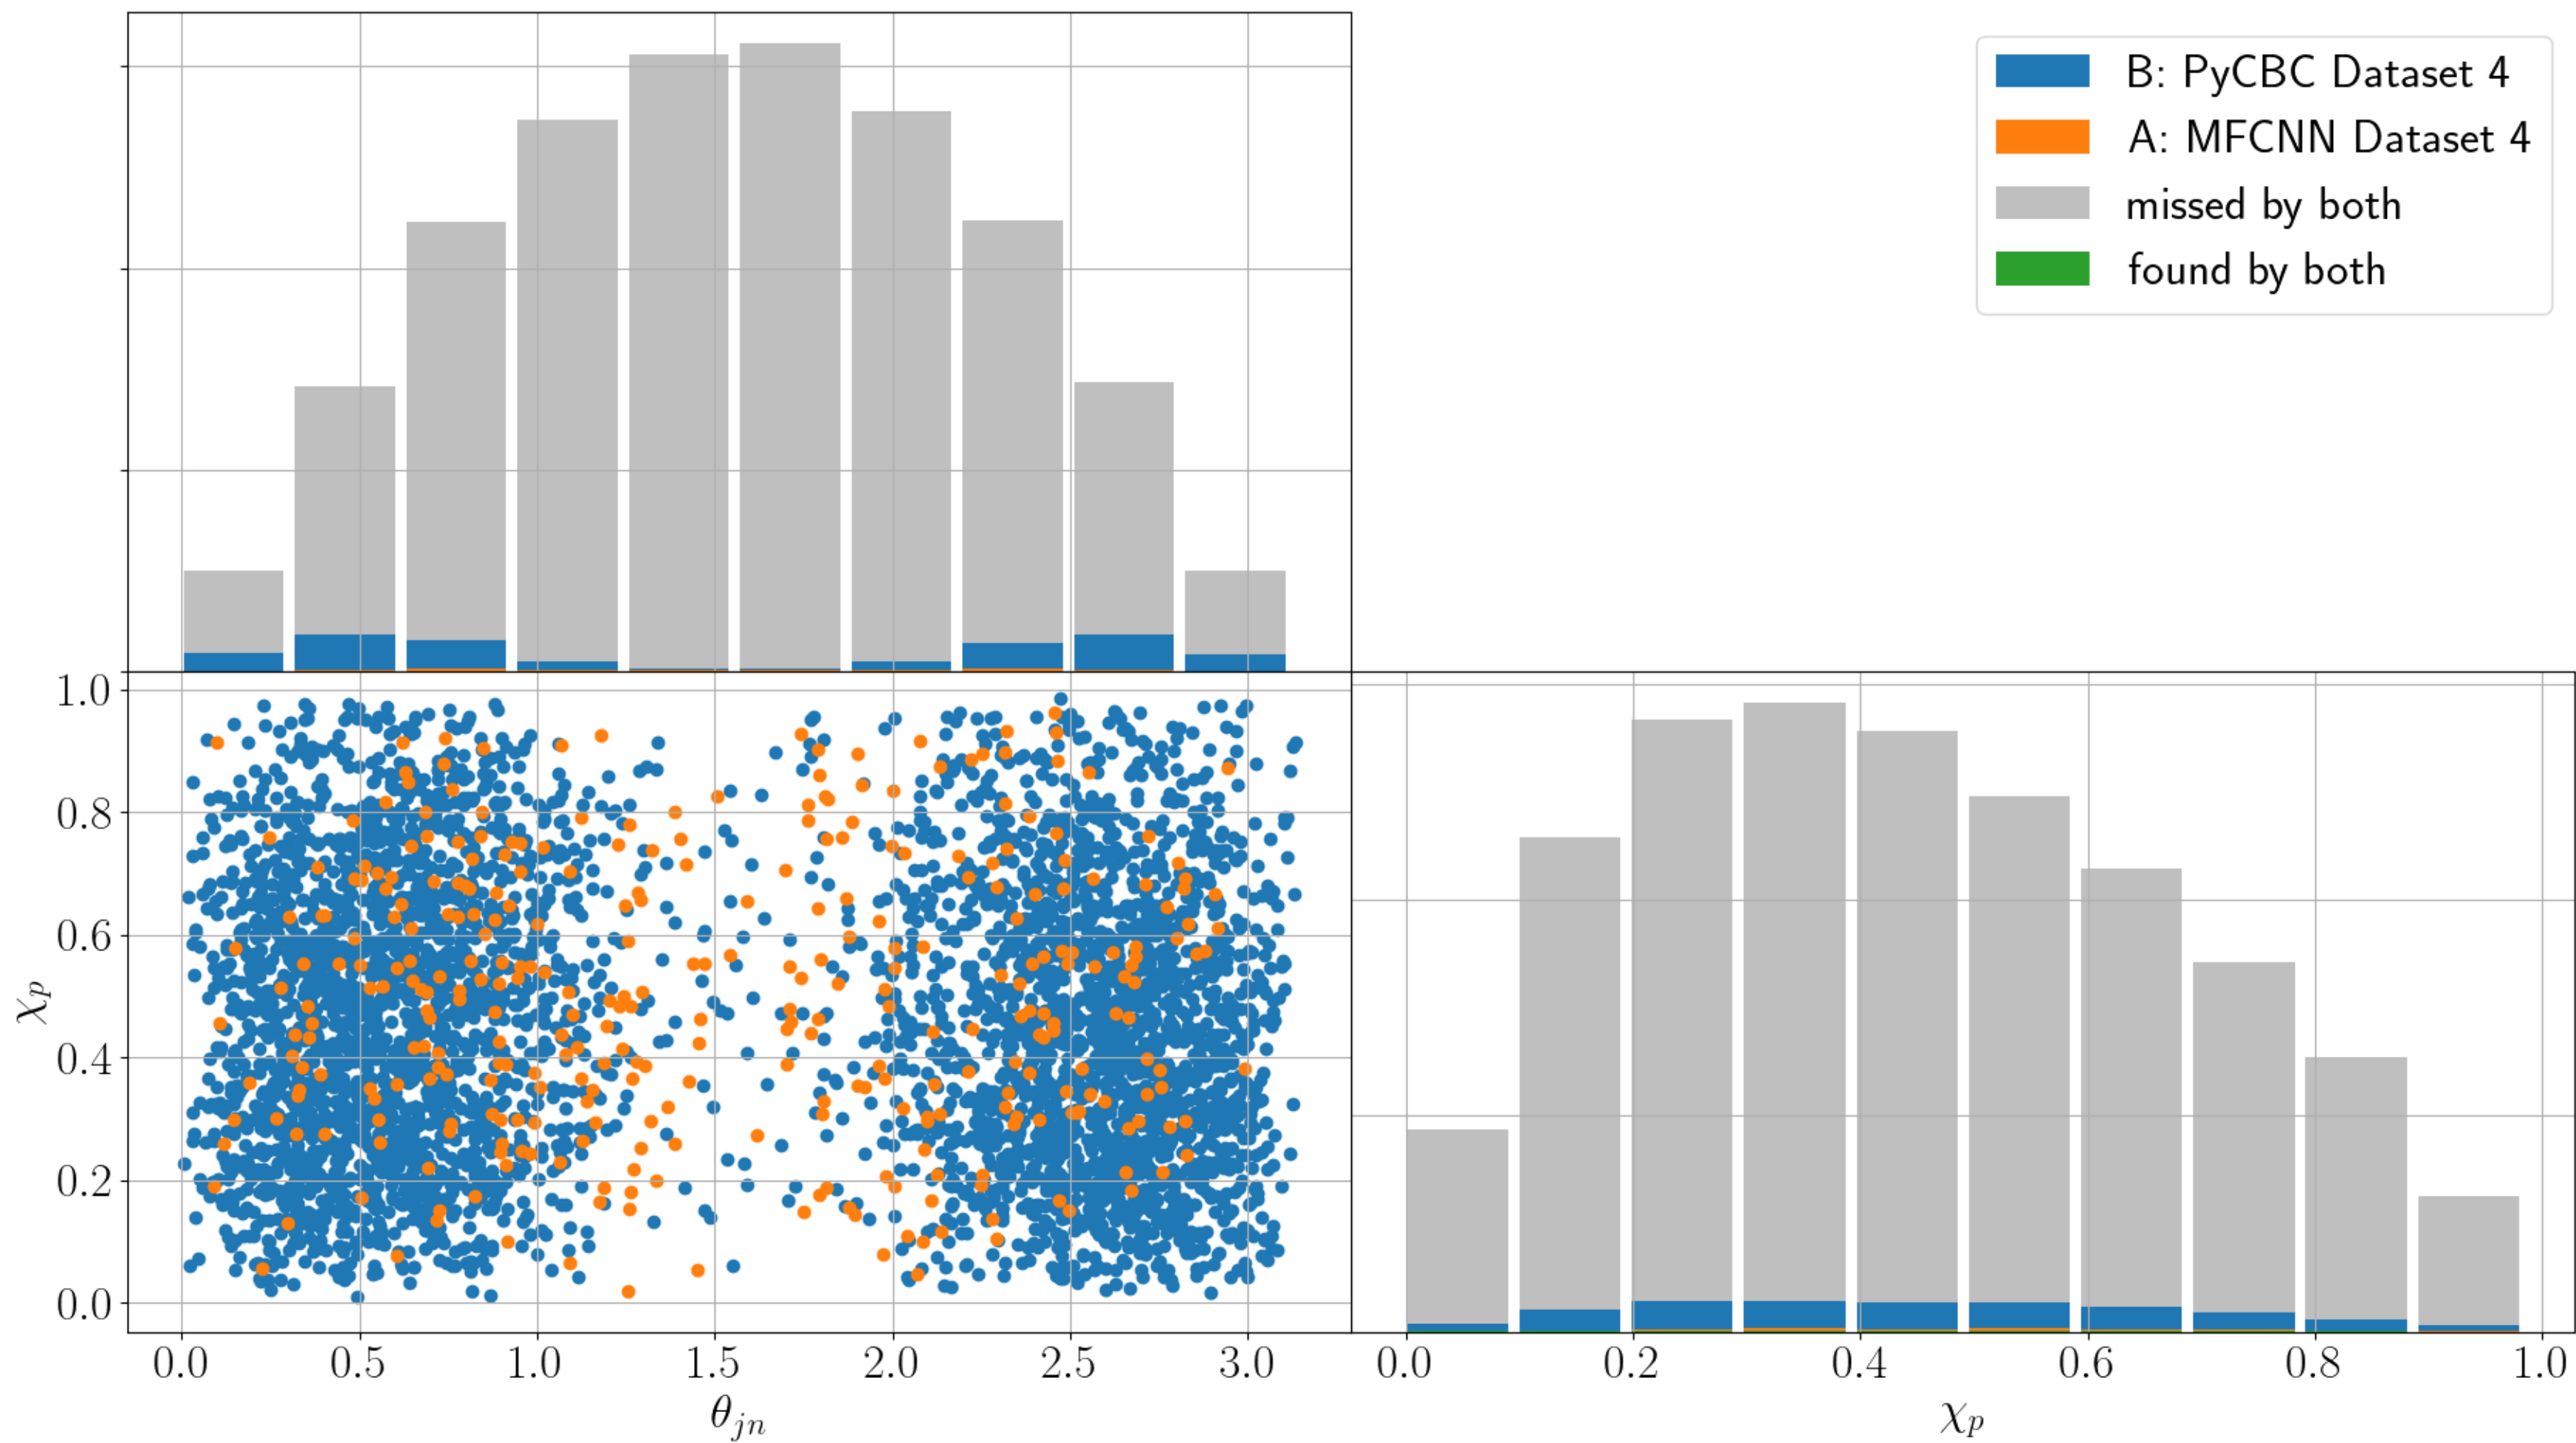 B: PyCBC Dataset 4
A: MFCNN Dataset 4
missed by both
found by both
1.0
0.8
0.6
0.4
0.2
0.0
χp
0.0 0.5 1.0 1.5 2.0 2.5 3.0
θjn
0.0 0.2 0.4 0.6 0.8 1.0
χp